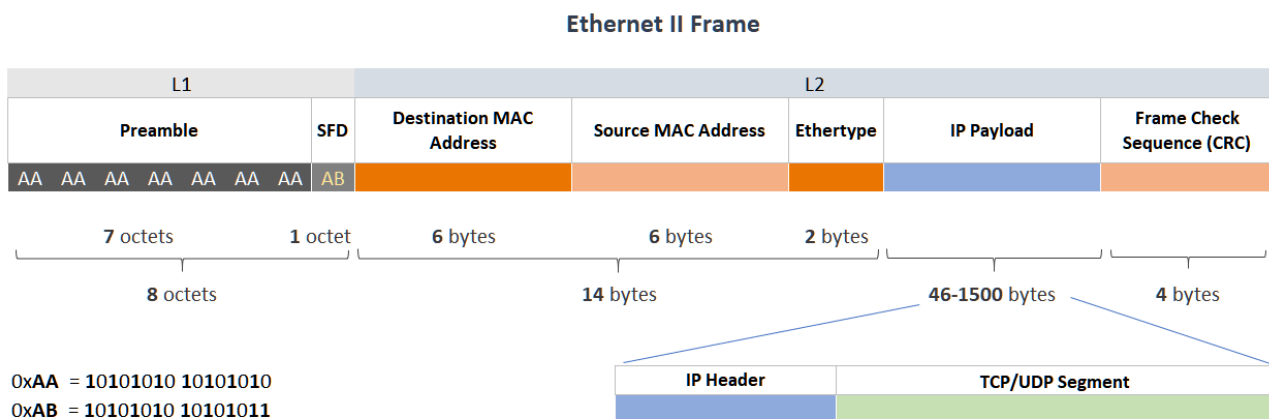 Ethernet II Frame
L1 L2
Preamble SFD Destination MAC Address Source MAC Address Ethertype IP Payload Frame Check Sequence (CRC)
AA AA AA AA AA AA AA AB
7 octets 1 octet 6 bytes 6 bytes 2 bytes
8 octets 14 bytes 46-1500 bytes 4 bytes
IP Header TCP/UDP Segment
0xAA = 10101010 10101010
0xAB = 10101010 10101011